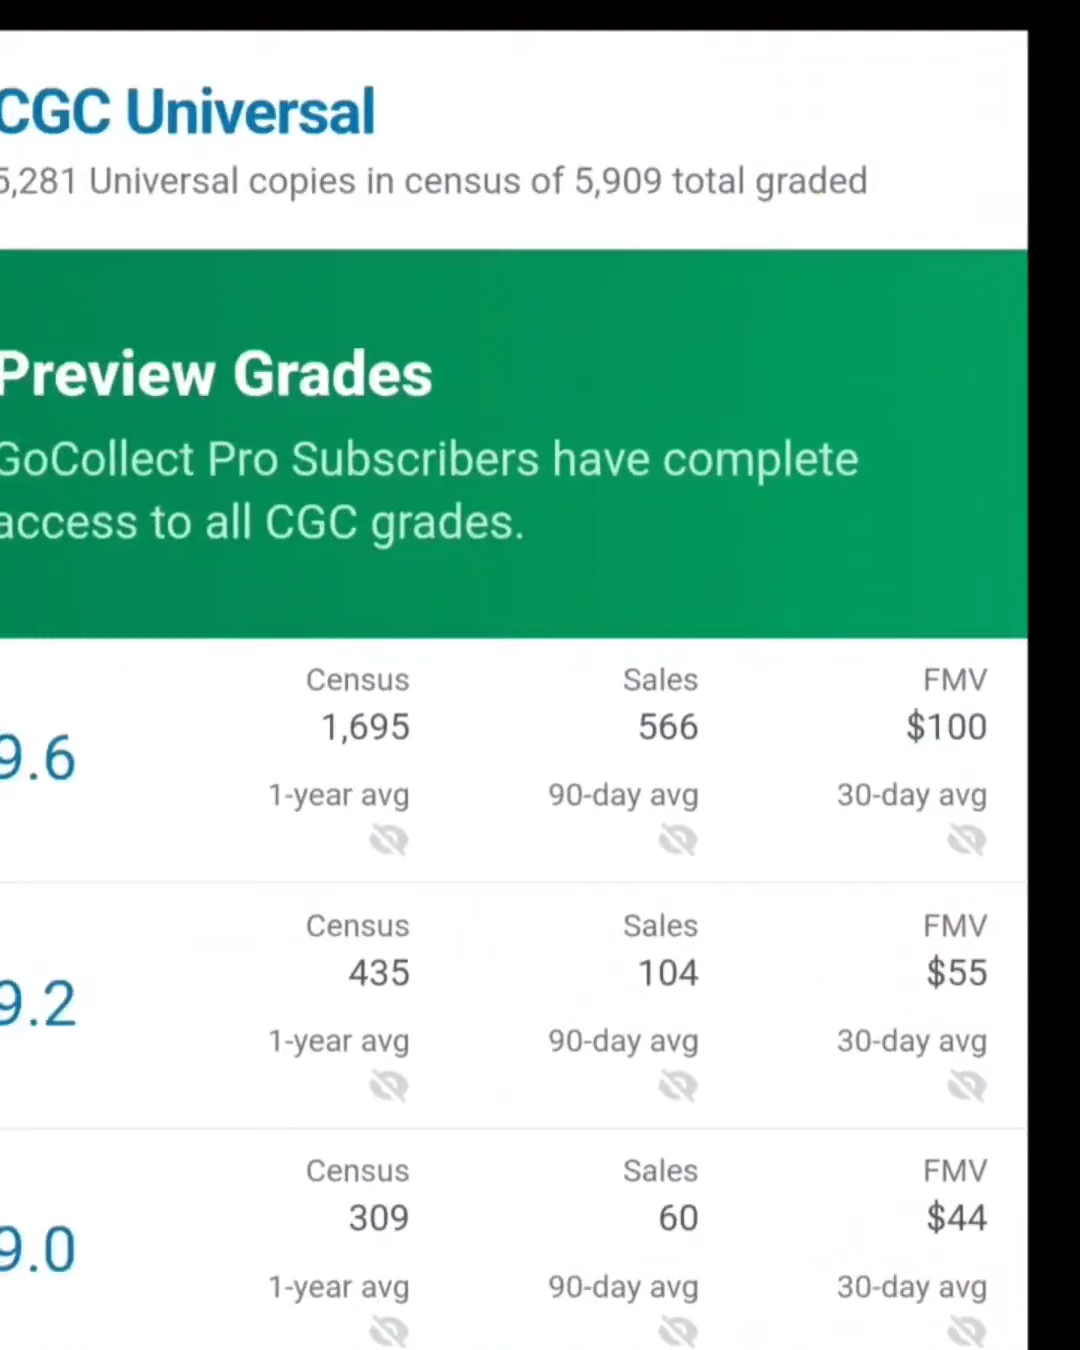 CGC Universal
5,281 Universal copies in census of 5,909 total graded
Preview Grades
GoCollect Pro Subscribers have complete
access to all CGC grades.
9.6
Census Sales FMV
1,695 566 $100
1-year avg 90-day avg 30-day avg
9.2
Census Sales FMV
435 104 $55
1-year avg 90-day avg 30-day avg
9.0
Census Sales FMV
309 60 $44
1-year avg 90-day avg 30-day avg